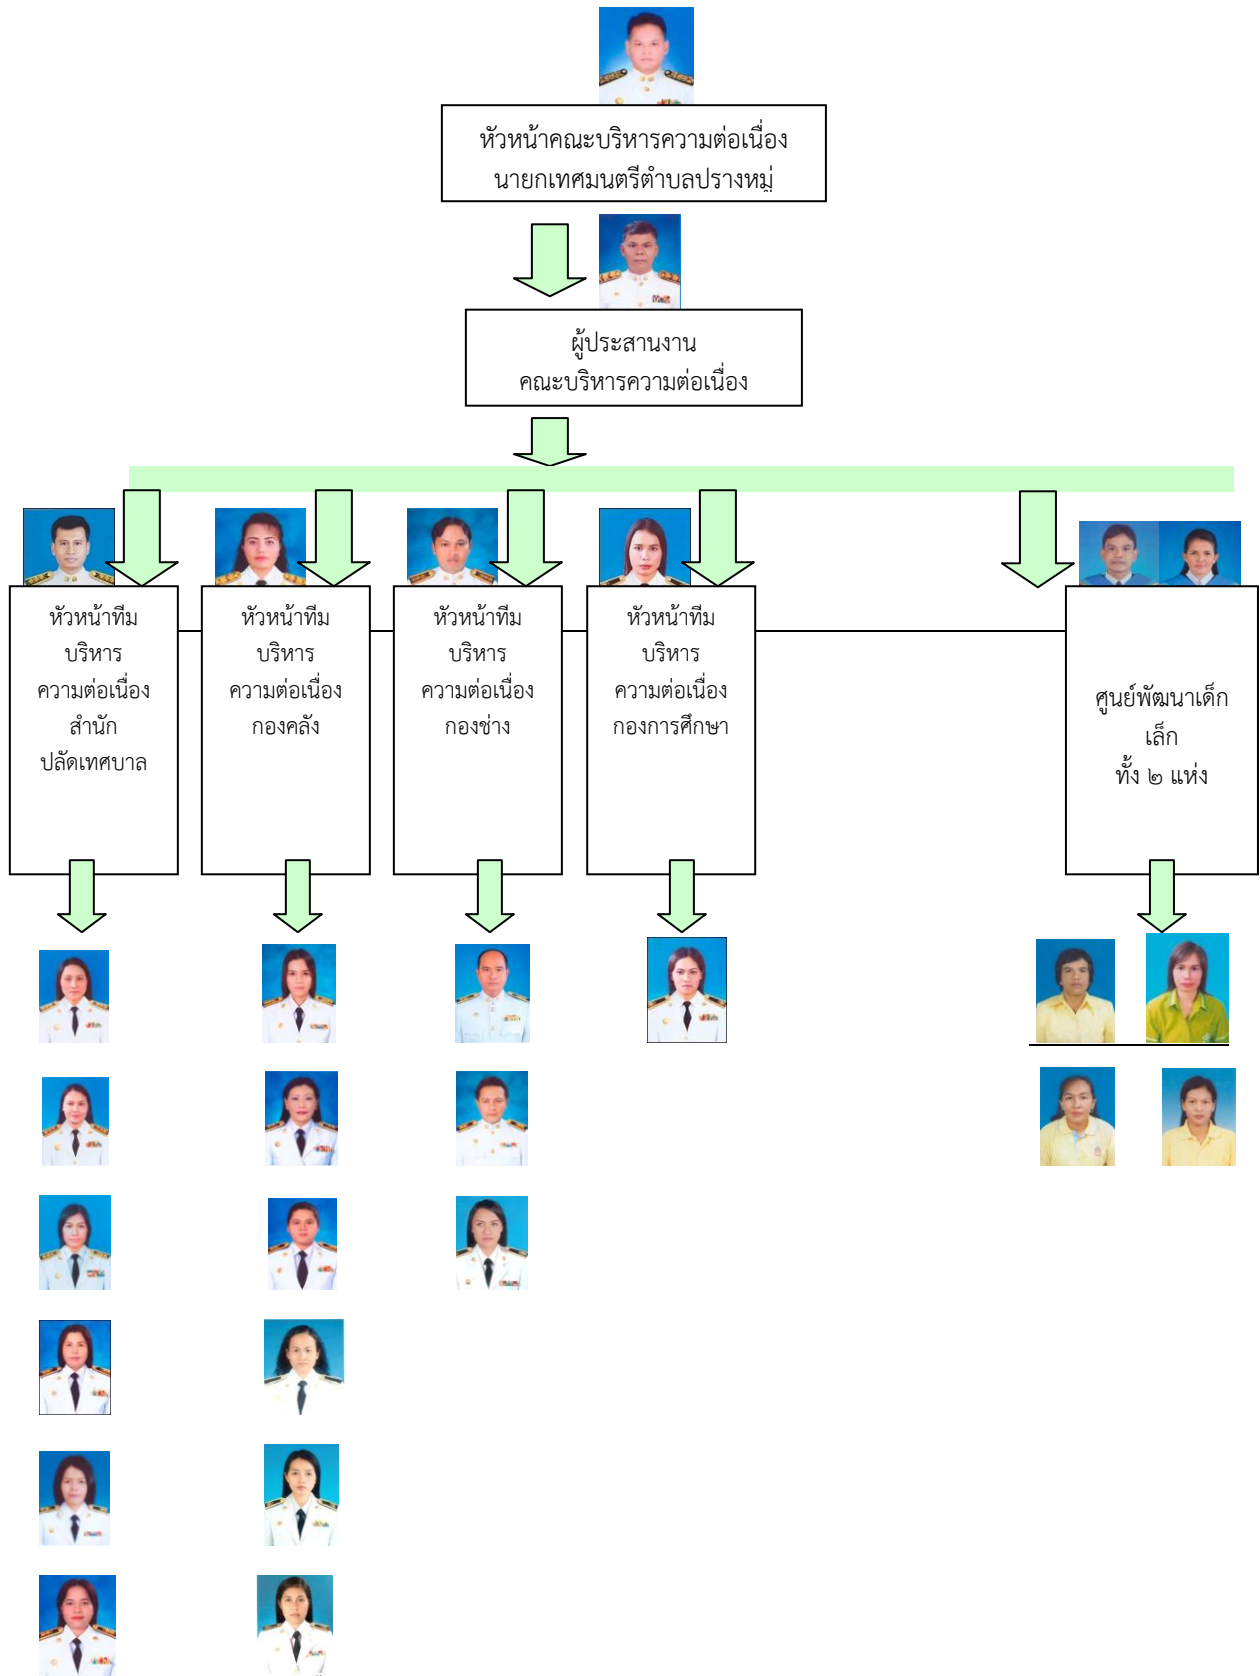 หัวหน้าคณะบริหารความต่อเนื่อง
นายกเทศมนตรีตำบลปรางหมู่
ผู้ประสานงาน
คณะบริหารความต่อเนื่อง
หัวหน้าทีม
บริหาร
ความต่อเนื่อง
สำนัก
ปลัดเทศบาล
หัวหน้าทีม
บริหาร
ความต่อเนื่อง
กองคลัง
หัวหน้าทีม
บริหาร
ความต่อเนื่อง
กองช่าง
หัวหน้าทีม
บริหาร
ความต่อเนื่อง
กองการศึกษา
ศูนย์พัฒนาเด็ก
เล็ก
ทั้ง ๒ แห่ง